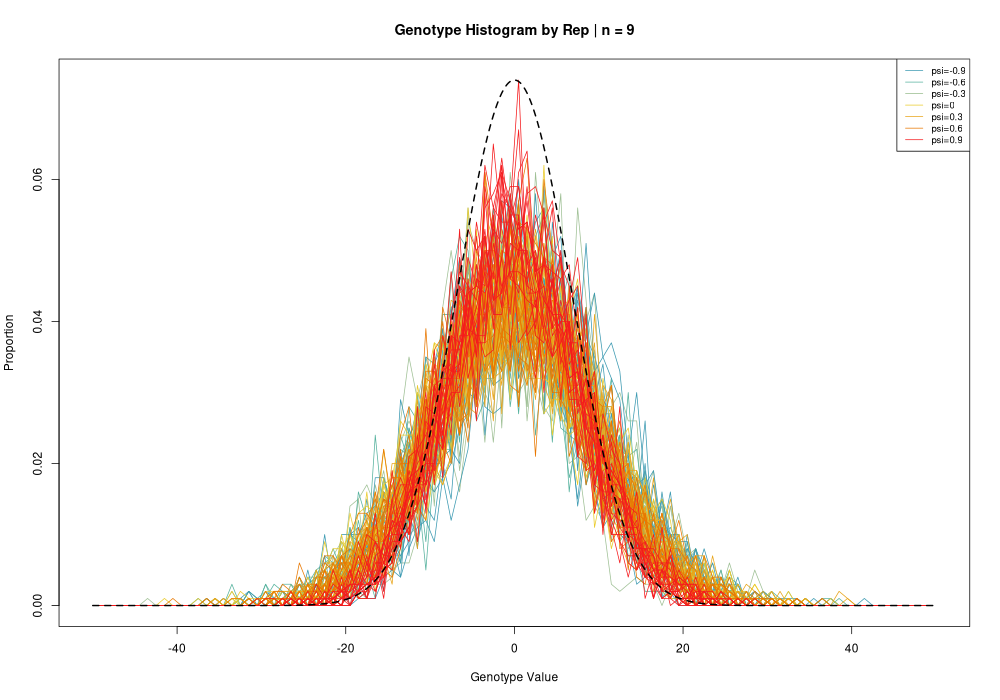 Genotype Histogram by Rep | n = 9
psi=-0.9
psi=-0.6
psi=-0.3
psi=0
psi=0.3
psi=0.6
psi=0.9
Proportion
0.06
0.04
0.02
0.00
-40 -20 0 20 40
Genotype Value